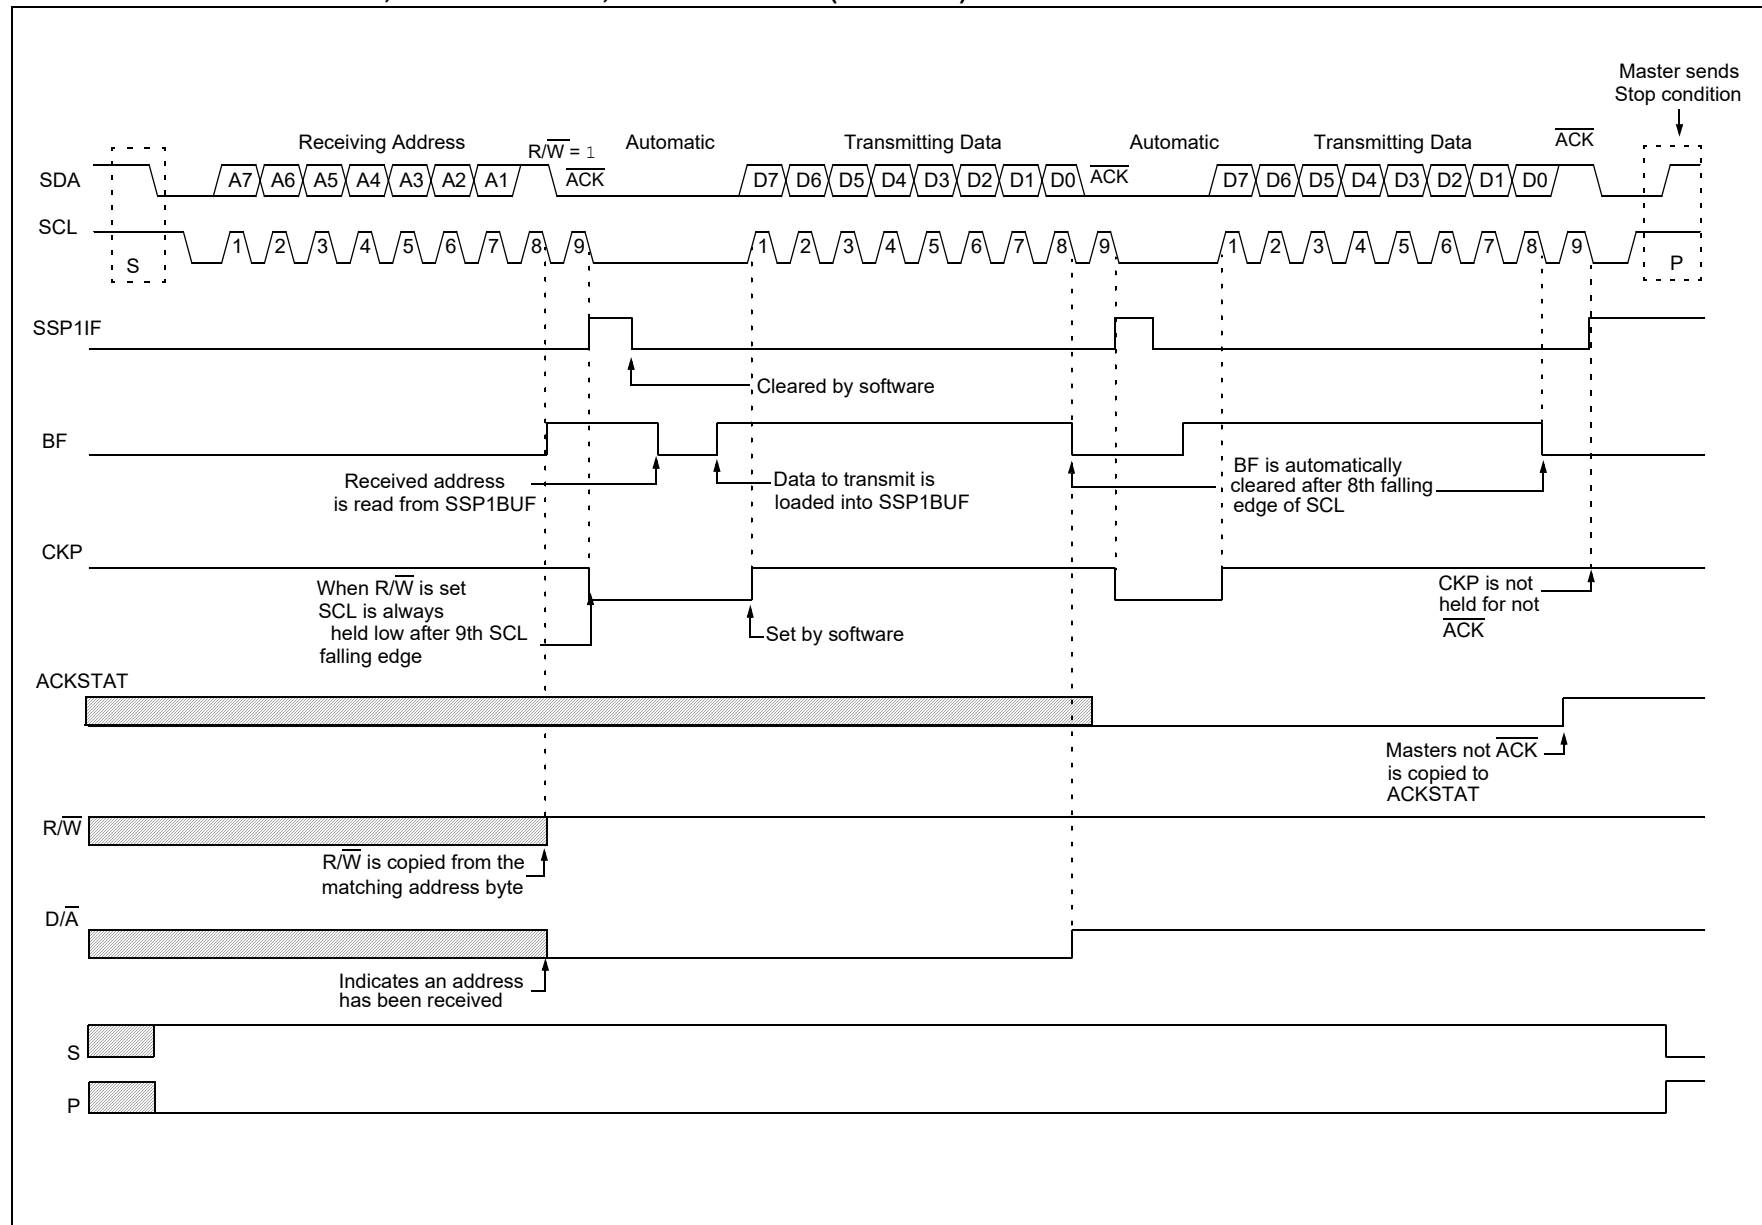 Master sends
Stop condition
Receiving Address
R/W̅ = 1
Automatic
Transmitting Data
Automatic
Transmitting Data
A̅C̅K̅
SDA
A7 A6 A5 A4 A3 A2 A1
A̅C̅K̅
D7 D6 D5 D4 D3 D2 D1 D0
A̅C̅K̅
D7 D6 D5 D4 D3 D2 D1 D0
SCL
S
1 2 3 4 5 6 7 8 9
1 2 3 4 5 6 7 8 9
1 2 3 4 5 6 7 8 9
P
SSP1IF
Cleared by software
BF
Received address
is read from SSP1BUF
Data to transmit is
loaded into SSP1BUF
BF is automatically
cleared after 8th falling
edge of SCL
CKP
When R/W̅ is set
SCL is always
held low after 9th SCL
falling edge
Set by software
CKP is not
held for not
A̅C̅K̅
ACKSTAT
Masters not A̅C̅K̅
is copied to
ACKSTAT
R/W̅
R/W̅ is copied from the
matching address byte
D/A̅
Indicates an address
has been received
S
P